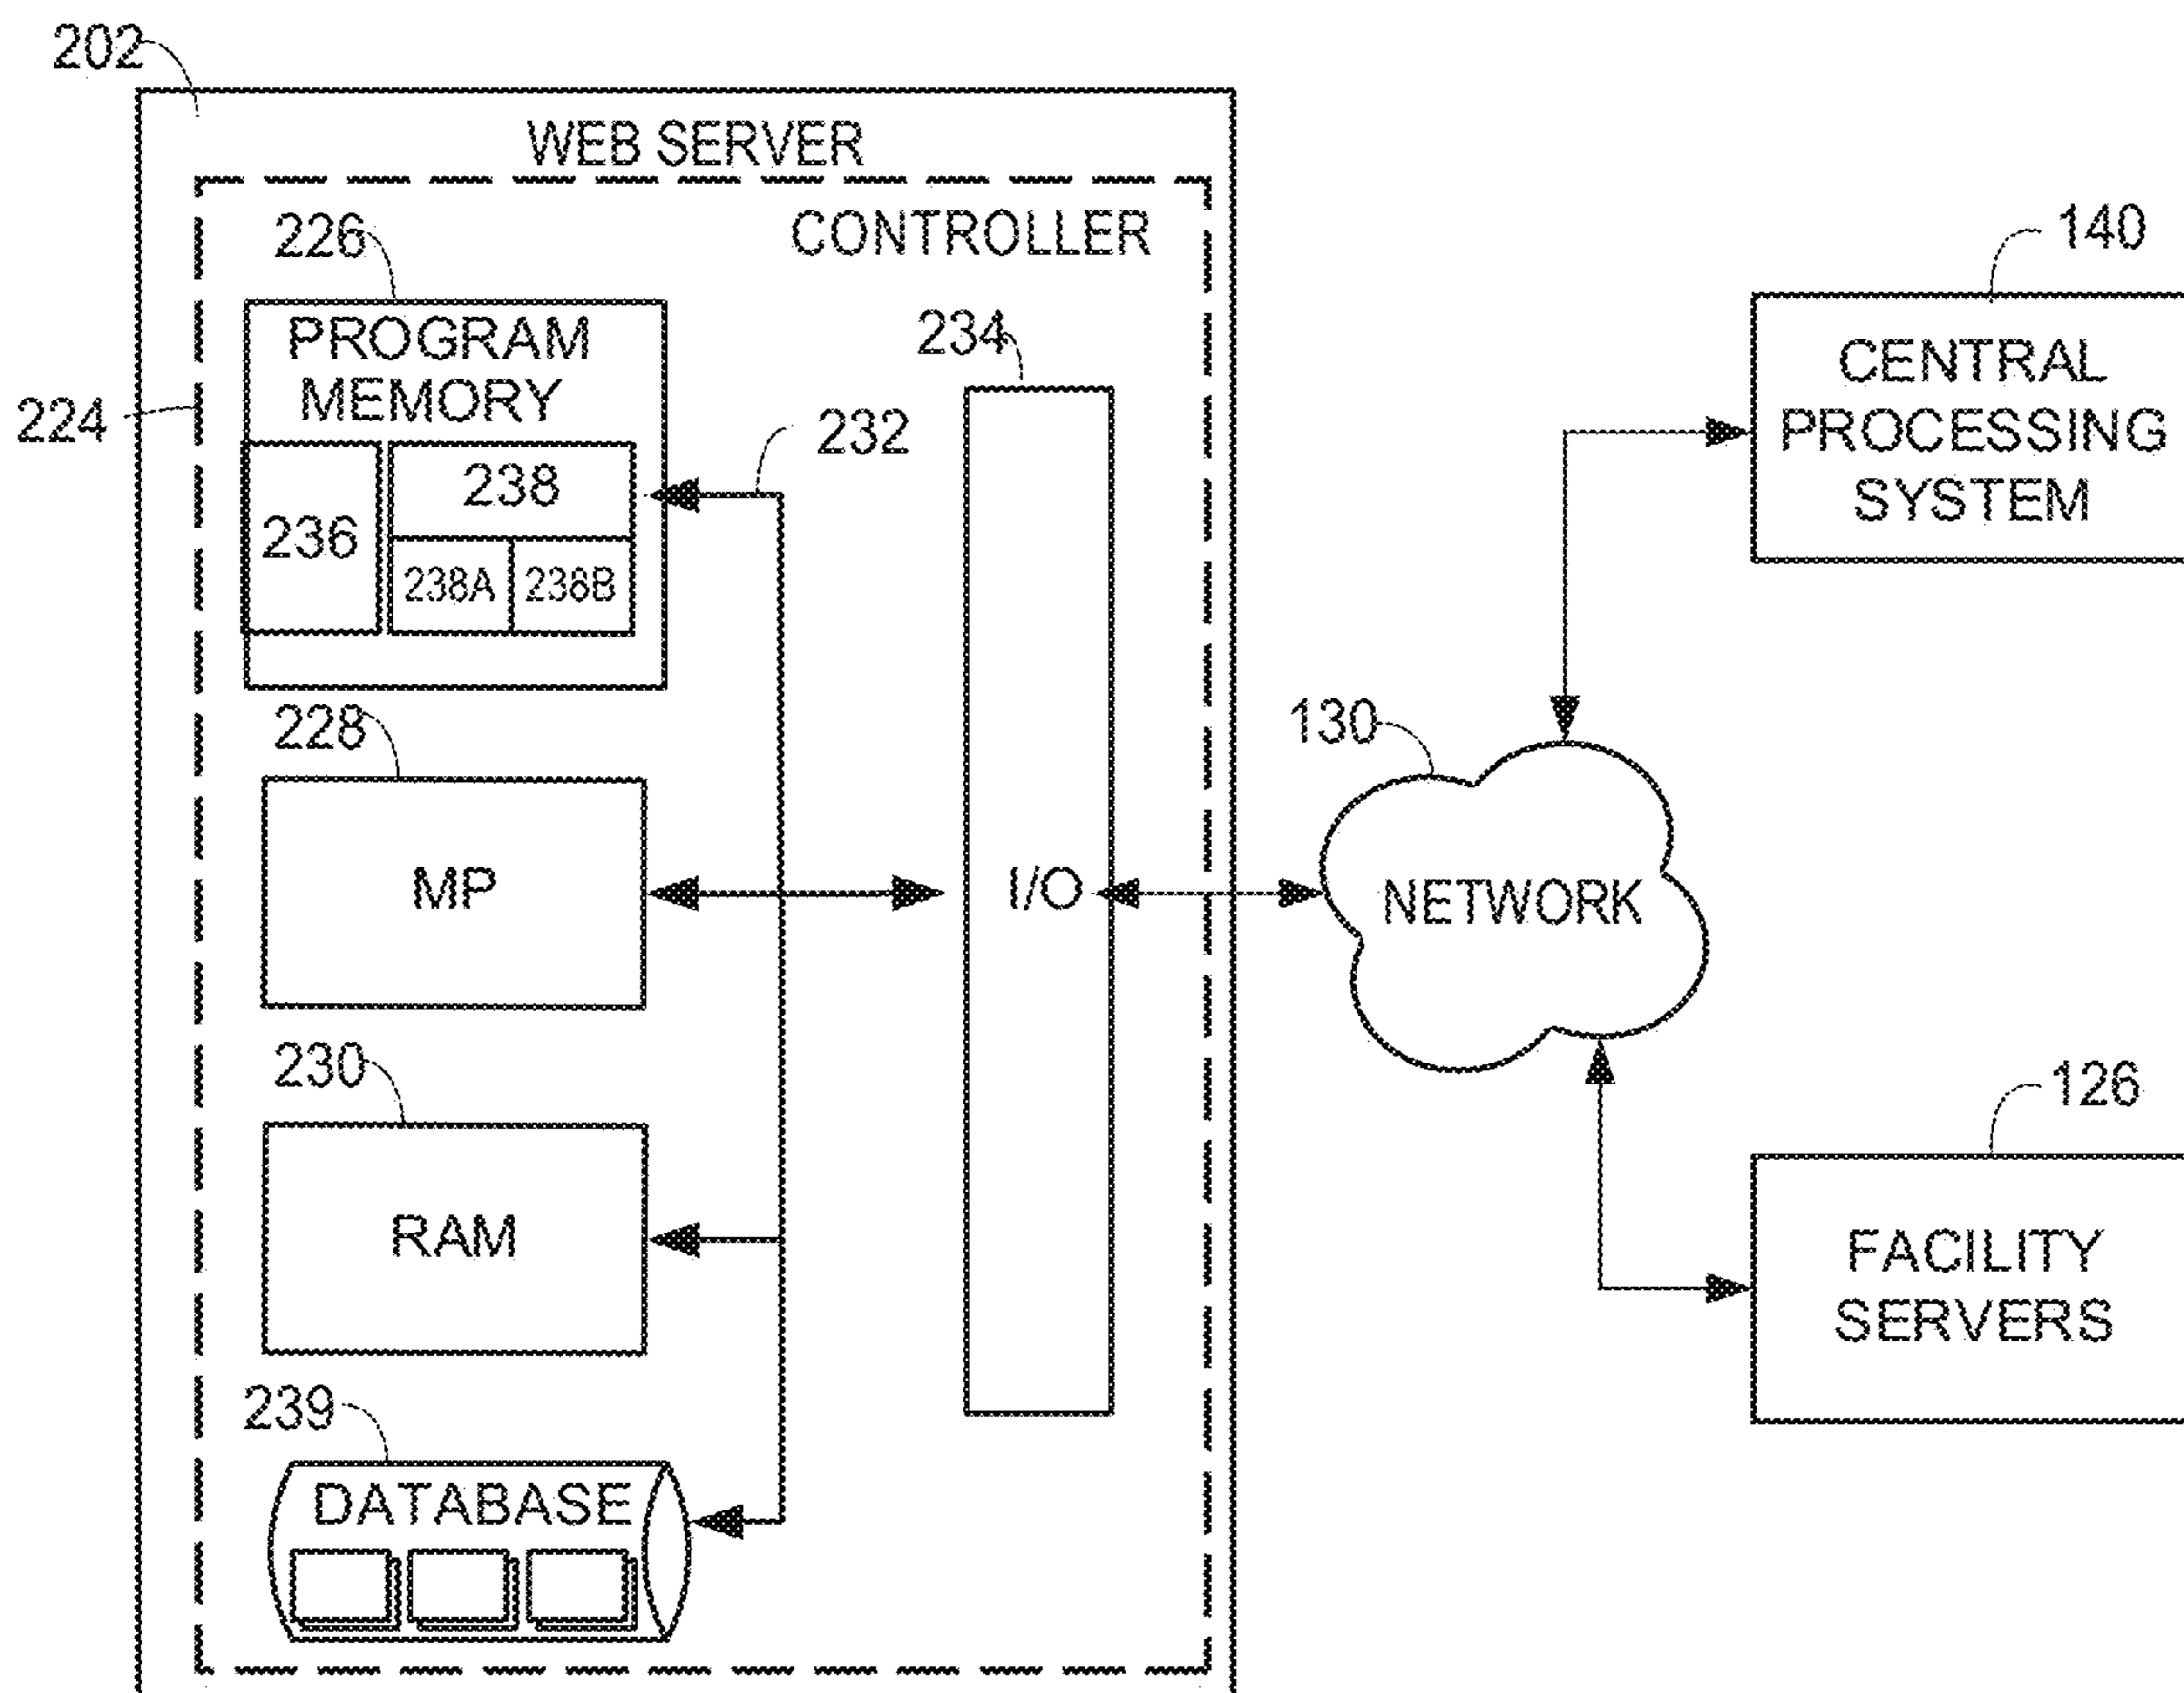 202
WEB SERVER
CONTROLLER
226
PROGRAM
MEMORY
224
236
238
238A
238B
232
234
228
MP
I/O
230
RAM
239
DATABASE
130
NETWORK
140
CENTRAL
PROCESSING
SYSTEM
126
FACILITY
SERVERS